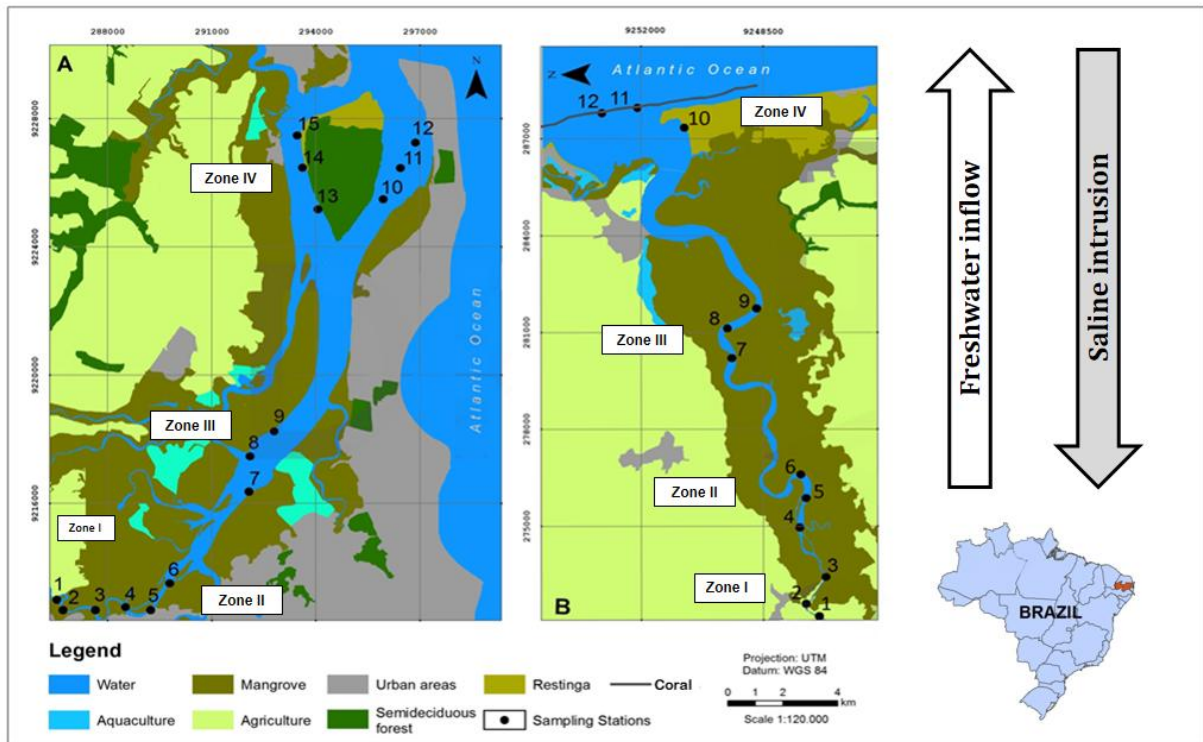 288000 291000 294000 297000
A
N
9228000
9224000
9220000
9216000
Atlantic Ocean
Zone IV
Zone III
Zone I
Zone II
15
14
13
12
11
10
9
8
7
6
1
2
3
4
5
9252000 9248500
Atlantic Ocean
N
12
11
10
Zone IV
287000
284000
281000
278000
275000
9
8
7
Zone III
6
5
4
Zone II
3
2
1
Zone I
B
Freshwater inflow
Saline intrusion
BRAZIL
Legend
Water
Mangrove
Urban areas
Restinga
Coral
Aquaculture
Agriculture
Semideciduous
forest
Sampling Stations
Projection: UTM
Datum: WGS 84
0 1 2 4
km
Scale 1:120.000